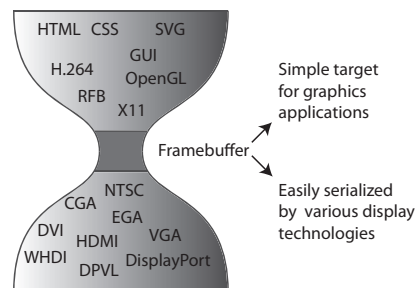 HTML CSS SVG
GUI
H.264
OpenGL
RFB
X11
Framebuffer
Simple target
for graphics
applications
Easily serialized
by various display
technologies
NTSC
CGA
EGA
DVI
VGA
HDMI
WHDI
DisplayPort
DPVL